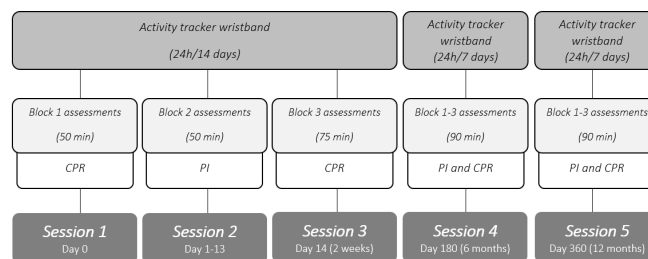 Activity tracker wristband
(24h/14 days)
Activity tracker
wristband
(24h/7 days)
Activity tracker
wristband
(24h/7 days)
Block 1 assessments
(50 min)
Block 2 assessments
(50 min)
Block 3 assessments
(75 min)
Block 1-3 assessments
(90 min)
Block 1-3 assessments
(90 min)
CPR
PI
CPR
PI and CPR
PI and CPR
Session 1
Day 0
Session 2
Day 1-13
Session 3
Day 14 (2 weeks)
Session 4
Day 180 (6 months)
Session 5
Day 360 (12 months)